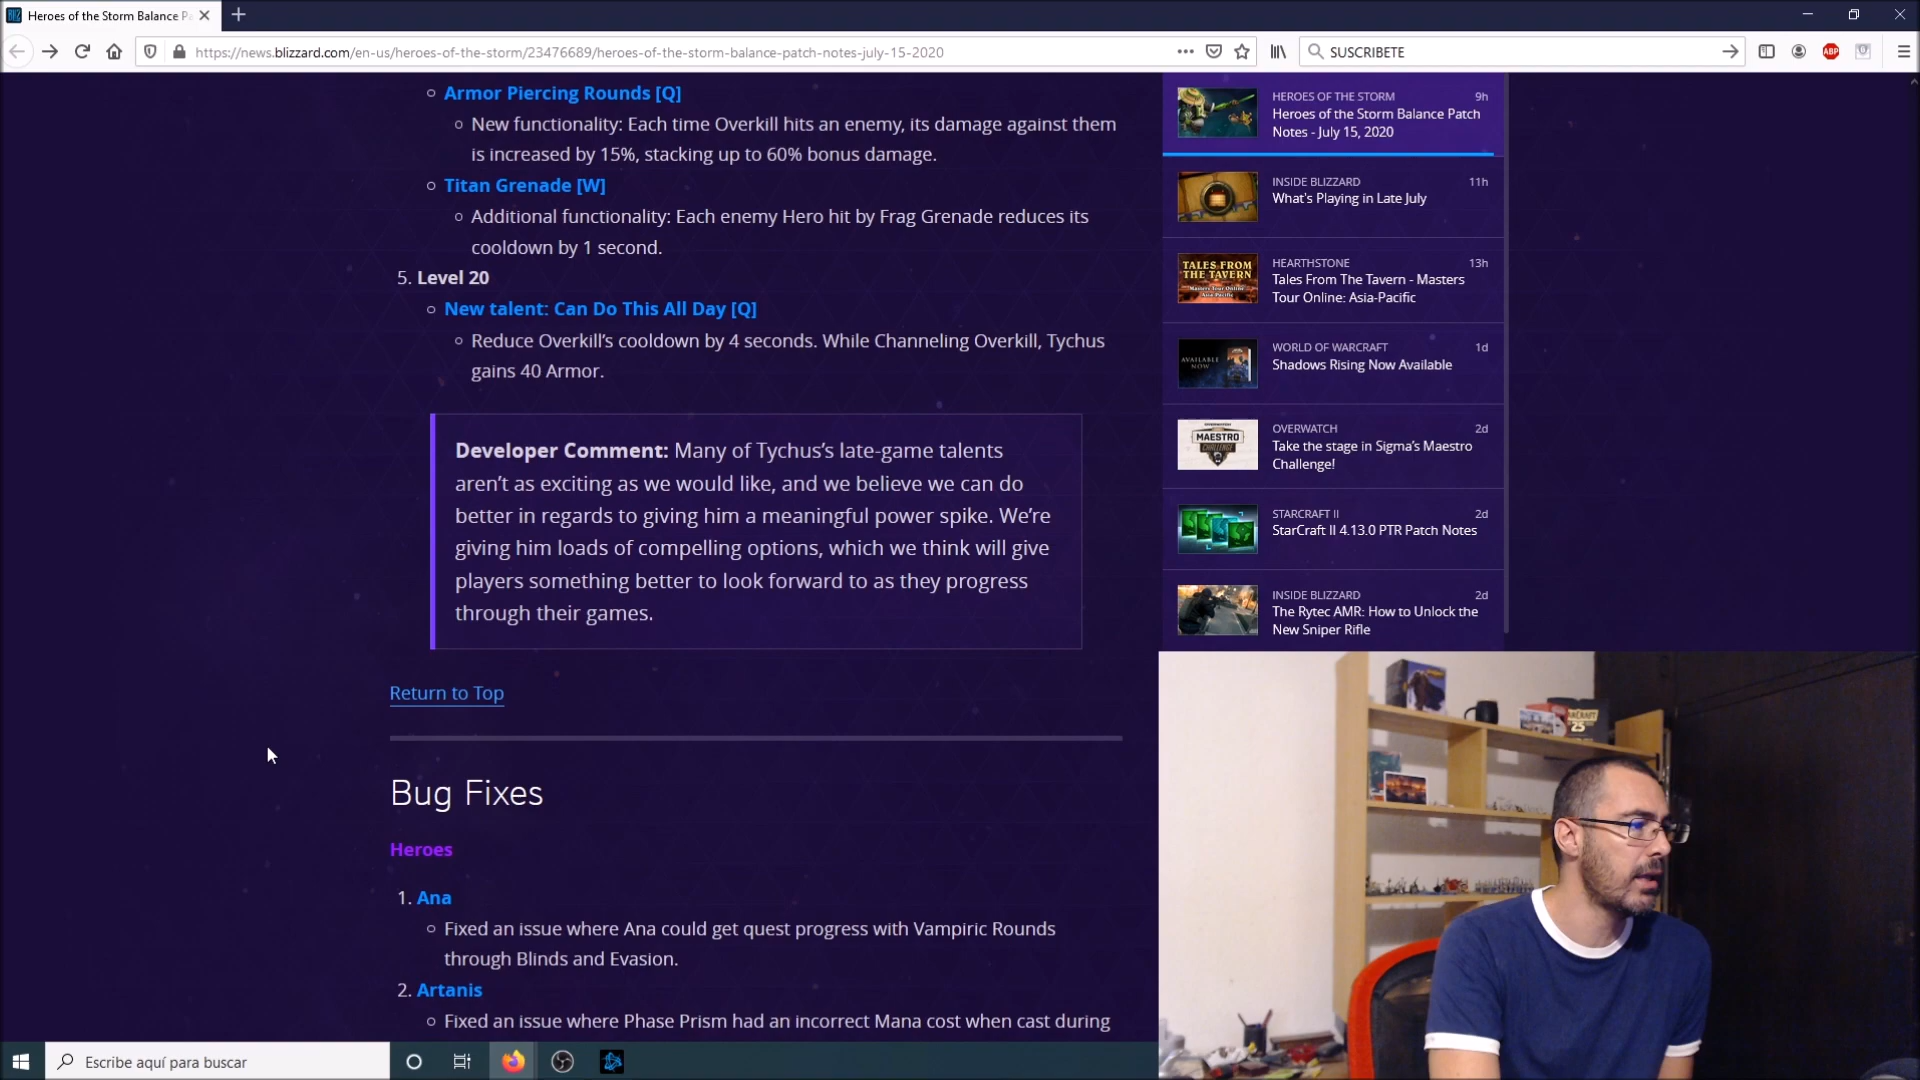 Heroes of the Storm Balance P
https://news.blizzard.com/en-us/heroes-of-the-storm/23476689/heroes-of-the-storm-balance-patch-notes-july-15-2020
SUSCRIBETE
ABP
Armor Piercing Rounds [Q]
New functionality: Each time Overkill hits an enemy, its damage against them
is increased by 15%, stacking up to 60% bonus damage.
Titan Grenade [W]
Additional functionality: Each enemy Hero hit by Frag Grenade reduces its
cooldown by 1 second.
5. Level 20
New talent: Can Do This All Day [Q]
Reduce Overkill’s cooldown by 4 seconds. While Channeling Overkill, Tychus
gains 40 Armor.
Developer Comment: Many of Tychus’s late-game talents
aren’t as exciting as we would like, and we believe we can do
better in regards to giving him a meaningful power spike. We’re
giving him loads of compelling options, which we think will give
players something better to look forward to as they progress
through their games.
Return to Top
Bug Fixes
Heroes
1. Ana
Fixed an issue where Ana could get quest progress with Vampiric Rounds
through Blinds and Evasion.
2. Artanis
Fixed an issue where Phase Prism had an incorrect Mana cost when cast during
HEROES OF THE STORM 9h
Heroes of the Storm Balance Patch
Notes - July 15, 2020
INSIDE BLIZZARD 11h
What's Playing in Late July
TALES FROM
THE TAVERN
HEARTHSTONE 13h
Tales From The Tavern - Masters
Tour Online: Asia-Pacific
AVAILABLE
NOW
WORLD OF WARCRAFT 1d
Shadows Rising Now Available
MAESTRO
CHALLENGE
OVERWATCH 2d
Take the stage in Sigma’s Maestro
Challenge!
STARCRAFT II 2d
StarCraft II 4.13.0 PTR Patch Notes
INSIDE BLIZZARD 2d
The Rytec AMR: How to Unlock the
New Sniper Rifle
25
Escribe aquí para buscar